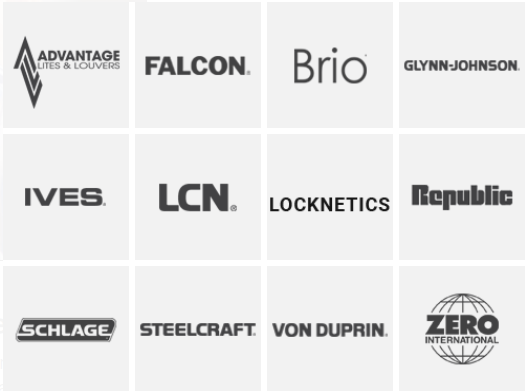 ADVANTAGE
LITES & LOUVERS
FALCON®
Brio
GLYNN-JOHNSON®
IVES®
LCN®
LOCKNETICS
Republic
SCHLAGE
STEELCRAFT®
VON DUPRIN®
ZERO
INTERNATIONAL